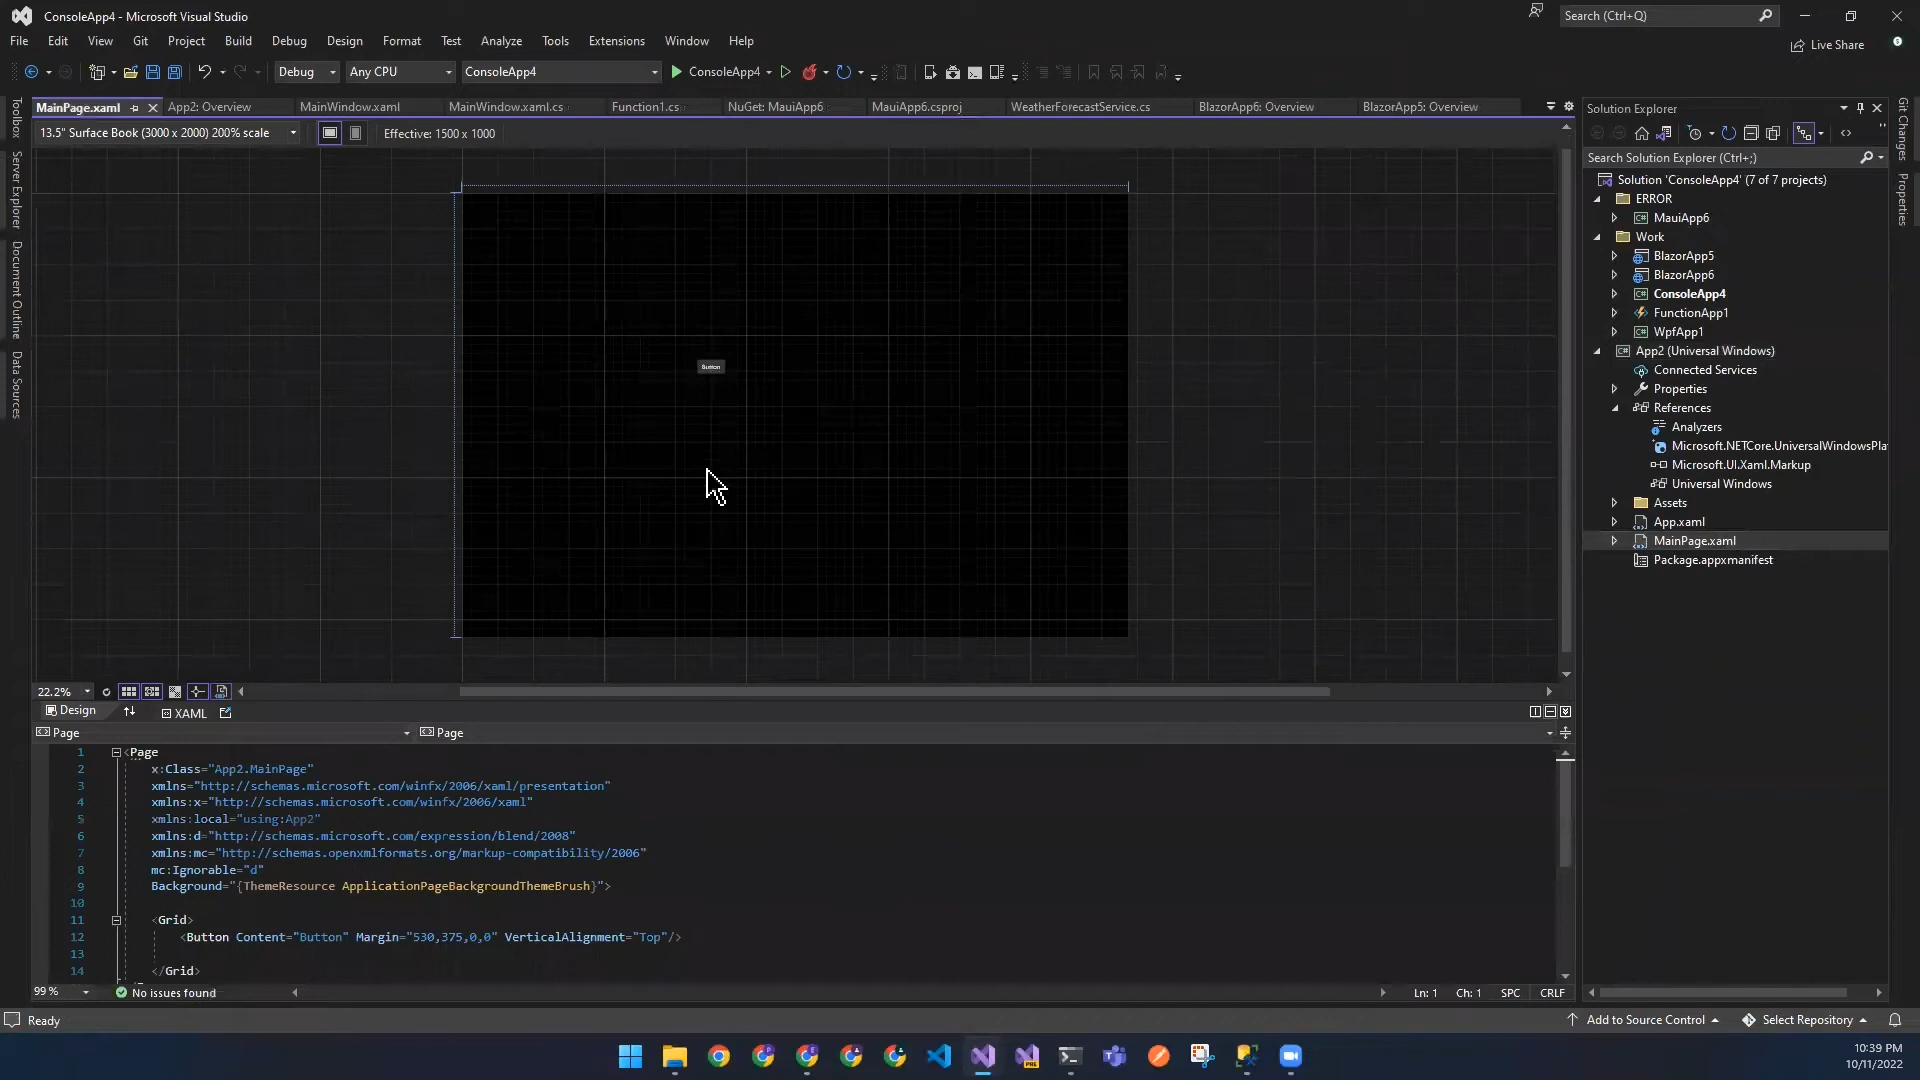 ConsoleApp4 - Microsoft Visual Studio
Search (Ctrl+Q)
File Edit View Git Project Build Debug Design Format Test Analyze Tools Extensions Window Help
Live Share
Debug Any CPU ConsoleApp4 ConsoleApp4
MainPage.xaml App2: Overview MainWindow.xaml MainWindow.xaml.cs Function1.cs NuGet: MauiApp6 MauiApp6.csproj WeatherForecastService.cs BlazorApp6: Overview BlazorApp5: Overview
13.5" Surface Book (3000 x 2000) 200% scale Effective: 1500 x 1000
Toolbox
Server Explorer
Document Outline
Data Sources
Button
22.2%
Design XAML
Page Page
1 <Page
2 x:Class="App2.MainPage"
3 xmlns="http://schemas.microsoft.com/winfx/2006/xaml/presentation"
4 xmlns:x="http://schemas.microsoft.com/winfx/2006/xaml"
5 xmlns:local="using:App2"
6 xmlns:d="http://schemas.microsoft.com/expression/blend/2008"
7 xmlns:mc="http://schemas.openxmlformats.org/markup-compatibility/2006"
8 mc:Ignorable="d"
9 Background="{ThemeResource ApplicationPageBackgroundThemeBrush}">
10
11 <Grid>
12 <Button Content="Button" Margin="530,375,0,0" VerticalAlignment="Top"/>
13
14 </Grid>
99 % No issues found Ln: 1 Ch: 1 SPC CRLF
Solution Explorer
Search Solution Explorer (Ctrl+;)
Solution 'ConsoleApp4' (7 of 7 projects)
ERROR
MauiApp6
Work
BlazorApp5
BlazorApp6
ConsoleApp4
FunctionApp1
WpfApp1
App2 (Universal Windows)
Connected Services
Properties
References
Analyzers
Microsoft.NETCore.UniversalWindowsPla
Microsoft.UI.Xaml.Markup
Universal Windows
Assets
App.xaml
MainPage.xaml
Package.appxmanifest
Git Changes
Properties
Ready Add to Source Control Select Repository
PRE
10:39 PM
10/11/2022